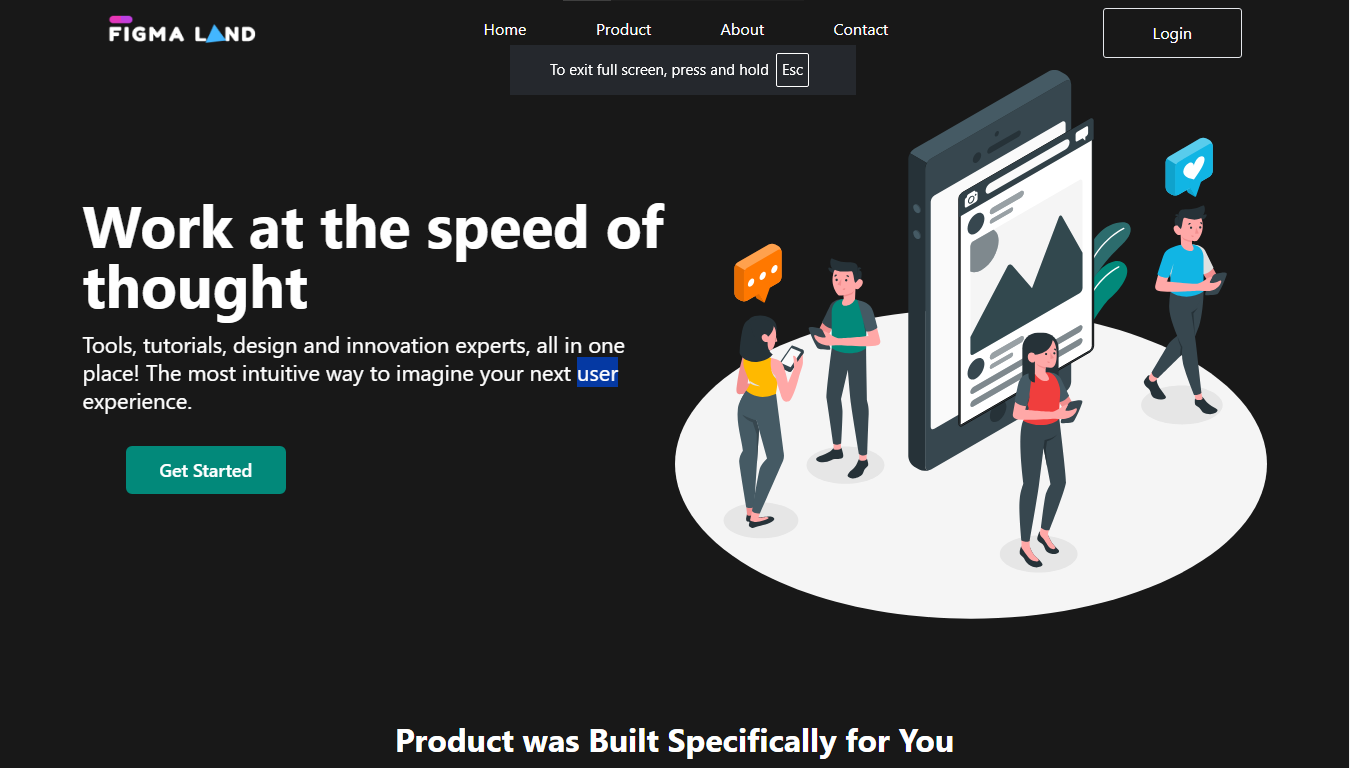 FIGMA LAND
Home
Product
About
Contact
Login
To exit full screen, press and hold Esc
Work at the speed of
thought
Tools, tutorials, design and innovation experts, all in one
place! The most intuitive way to imagine your next user
experience.
Get Started
Product was Built Specifically for You